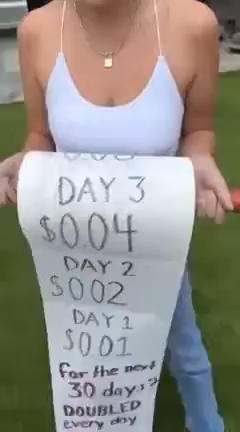 DAY 3
$0.04
DAY 2
$0.02
DAY 1
$0.01
for the next
30 days?
DOUBLED
every day